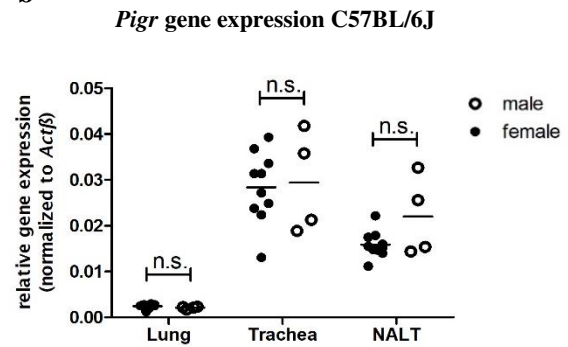 Pigr gene expression C57BL/6J
n.s.
n.s.
n.s.
male
female
relative gene expression
(normalized to Actß)
0.05
0.04
0.03
0.02
0.01
0.00
Lung Trachea NALT